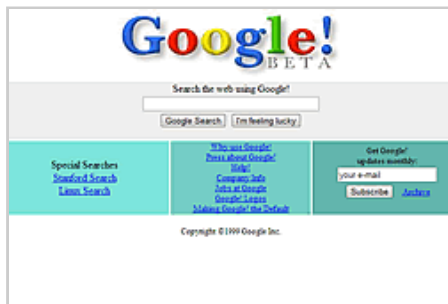 Google!
BETA
Search the web using Google!
Google Search
I'm feeling lucky
Special Searches
Stanford Search
Linux Search
Why use Google!
Press about Google!
Help!
Company Info
Jobs at Google
Google! Logos
Making Google! the Default
Get Google!
updates monthly:
your e-mail
Subscribe Archive
Copyright ©1999 Google Inc.